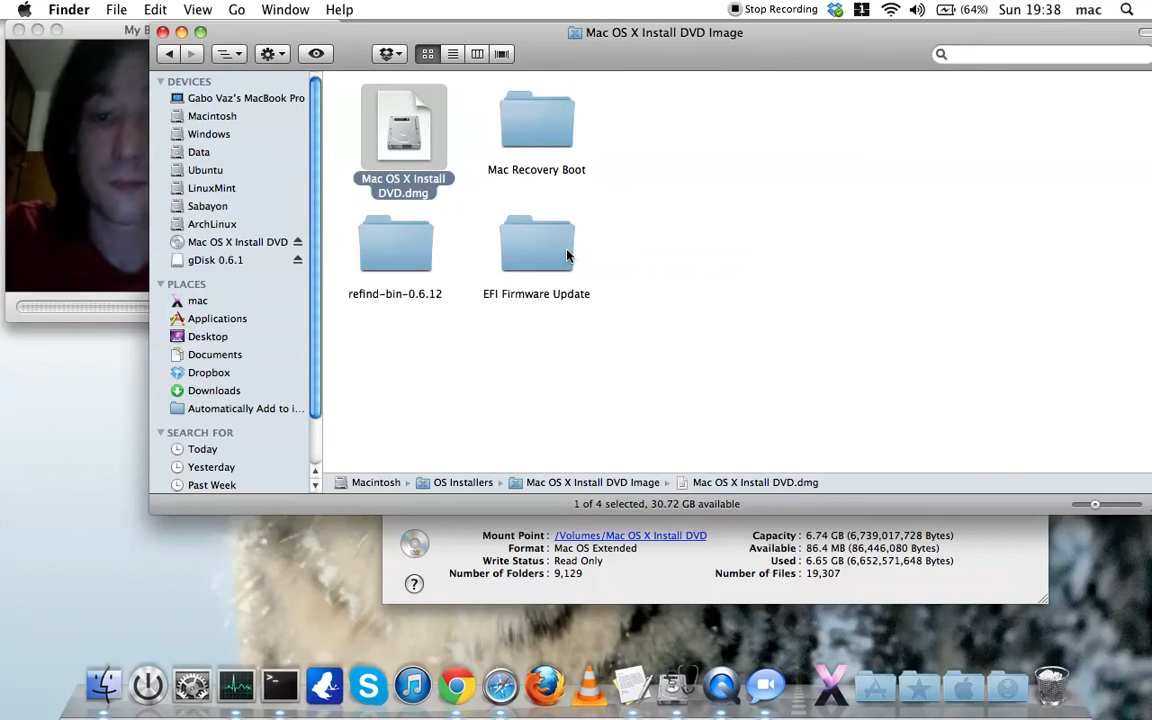 Finder File Edit View Go Window Help Stop Recording (64%) Sun 19:38 mac
My B
Mac OS X Install DVD Image
DEVICES
Gabo Vaz's MacBook Pro
Macintosh
Windows
Data
Ubuntu
LinuxMint
Sabayon
ArchLinux
Mac OS X Install DVD
gDisk 0.6.1
PLACES
mac
Applications
Desktop
Documents
Dropbox
Downloads
Automatically Add to i...
SEARCH FOR
Today
Yesterday
Past Week
Mac OS X Install
DVD.dmg
Mac Recovery Boot
refind-bin-0.6.12
EFI Firmware Update
Macintosh OS Installers Mac OS X Install DVD Image Mac OS X Install DVD.dmg
1 of 4 selected, 30.72 GB available
Mount Point : /Volumes/Mac OS X Install DVD
Format : Mac OS Extended
Write Status : Read Only
Number of Folders : 9,129
Capacity : 6.74 GB (6,739,017,728 Bytes)
Available : 86.4 MB (86,446,080 Bytes)
Used : 6.65 GB (6,652,571,648 Bytes)
Number of Files : 19,307
?